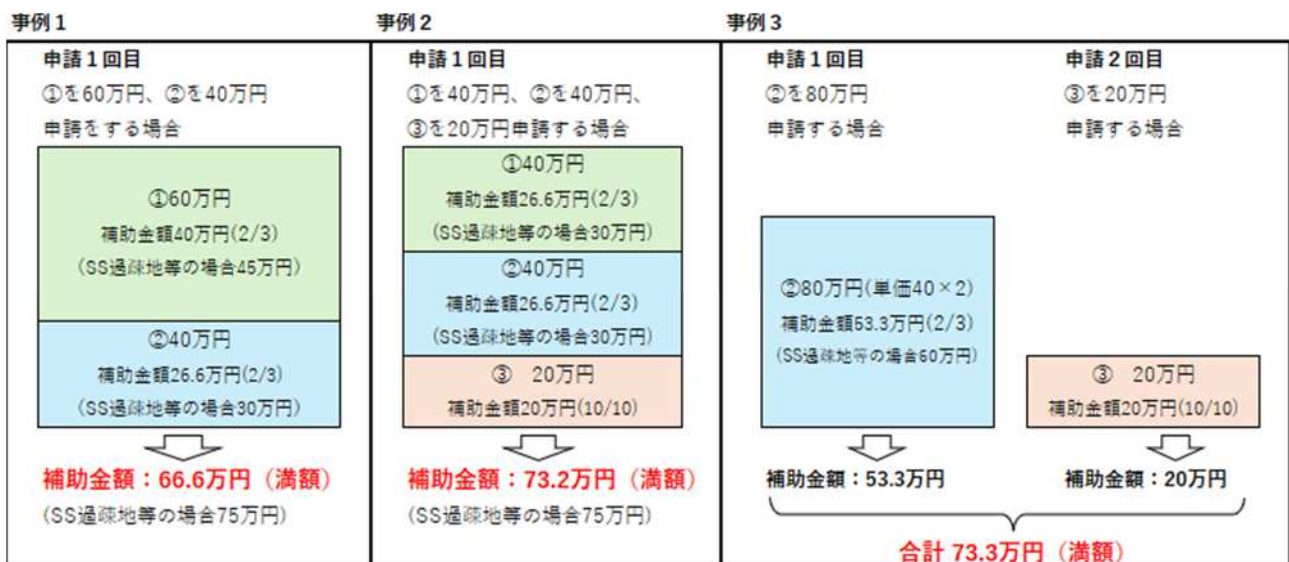 事例1
申請1回目
①を60万円、②を40万円
申請をする場合
①60万円
補助金額40万円(2/3)
(SS過疎地等の場合45万円)
②40万円
補助金額26.6万円(2/3)
(SS過疎地等の場合30万円)
補助金額：66.6万円（満額）
(SS過疎地等の場合75万円)
事例2
申請1回目
①を40万円、②を40万円、
③を20万円申請する場合
①40万円
補助金額26.6万円(2/3)
(SS過疎地等の場合30万円)
②40万円
補助金額26.6万円(2/3)
(SS過疎地等の場合30万円)
③　20万円
補助金額20万円(10/10)
補助金額：73.2万円（満額）
(SS過疎地等の場合75万円)
事例3
申請1回目
②を80万円
申請する場合
②80万円(単価40×2)
補助金額53.3万円(2/3)
(SS過疎地等の場合60万円)
補助金額：53.3万円
申請2回目
③を20万円
申請する場合
③　20万円
補助金額20万円(10/10)
補助金額：20万円
合計 73.3万円（満額）